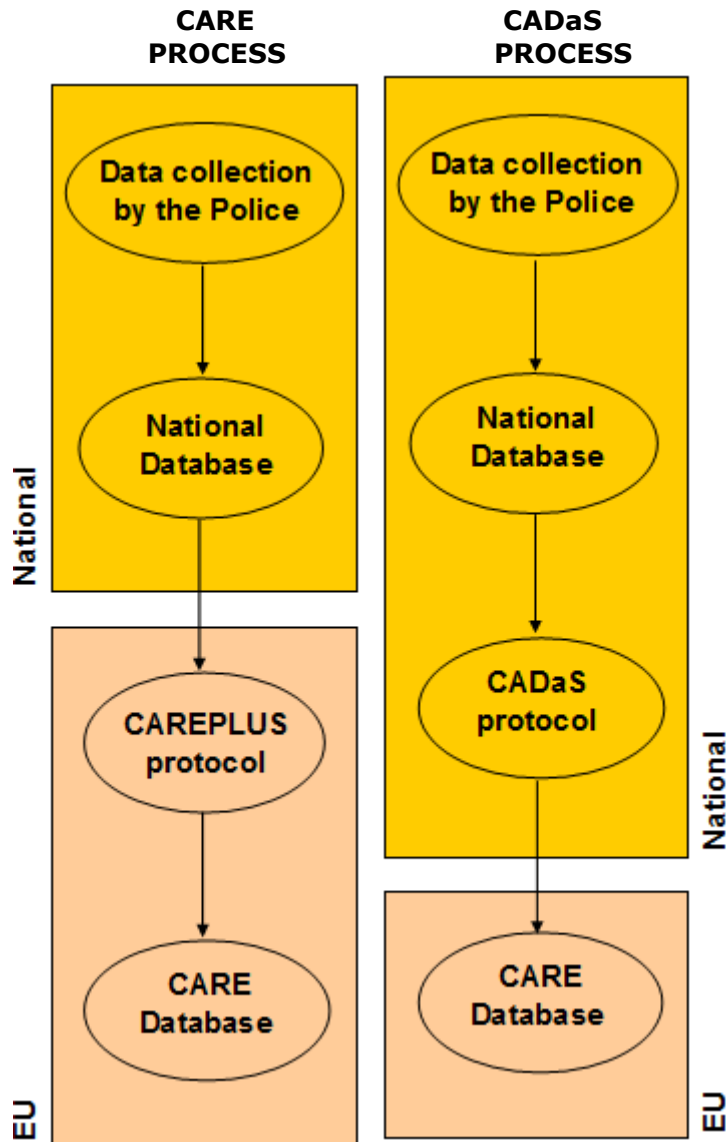 CARE
PROCESS
Data collection
by the Police
National
Database
National
CAREPLUS
protocol
CARE
Database
EU
CADaS
PROCESS
Data collection
by the Police
National
Database
CADaS
protocol
National
CARE
Database
EU